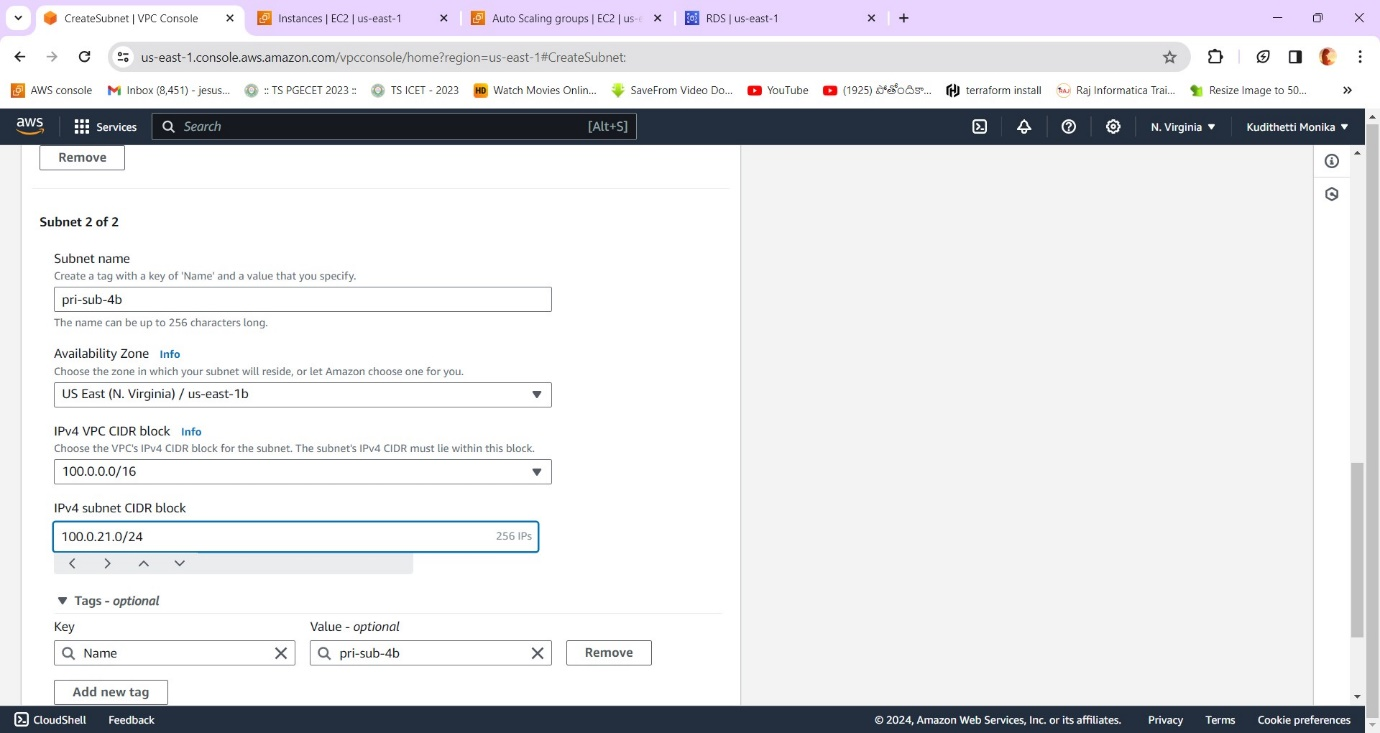 CreateSubnet | VPC Console
Instances | EC2 | us-east-1
Auto Scaling groups | EC2 | us-e
RDS | us-east-1
us-east-1.console.aws.amazon.com/vpcconsole/home?region=us-east-1#CreateSubnet:
AWS console
Inbox (8,451) - jesus...
:: TS PGECET 2023 ::
TS ICET - 2023
HD Watch Movies Onlin...
SaveFrom Video Do...
YouTube
(1925)
terraform install
Raj Informatica Trai...
Resize Image to 50...
aws
Services
Search
[Alt+S]
N. Virginia
Kudithetti Monika
Remove
Subnet 2 of 2
Subnet name
Create a tag with a key of 'Name' and a value that you specify.
pri-sub-4b
The name can be up to 256 characters long.
Availability Zone Info
Choose the zone in which your subnet will reside, or let Amazon choose one for you.
US East (N. Virginia) / us-east-1b
IPv4 VPC CIDR block Info
Choose the VPC's IPv4 CIDR block for the subnet. The subnet's IPv4 CIDR must lie within this block.
100.0.0.0/16
IPv4 subnet CIDR block
100.0.21.0/24
256 IPs
Tags - optional
Key
Value - optional
Name
pri-sub-4b
Remove
Add new tag
CloudShell
Feedback
© 2024, Amazon Web Services, Inc. or its affiliates.
Privacy
Terms
Cookie preferences